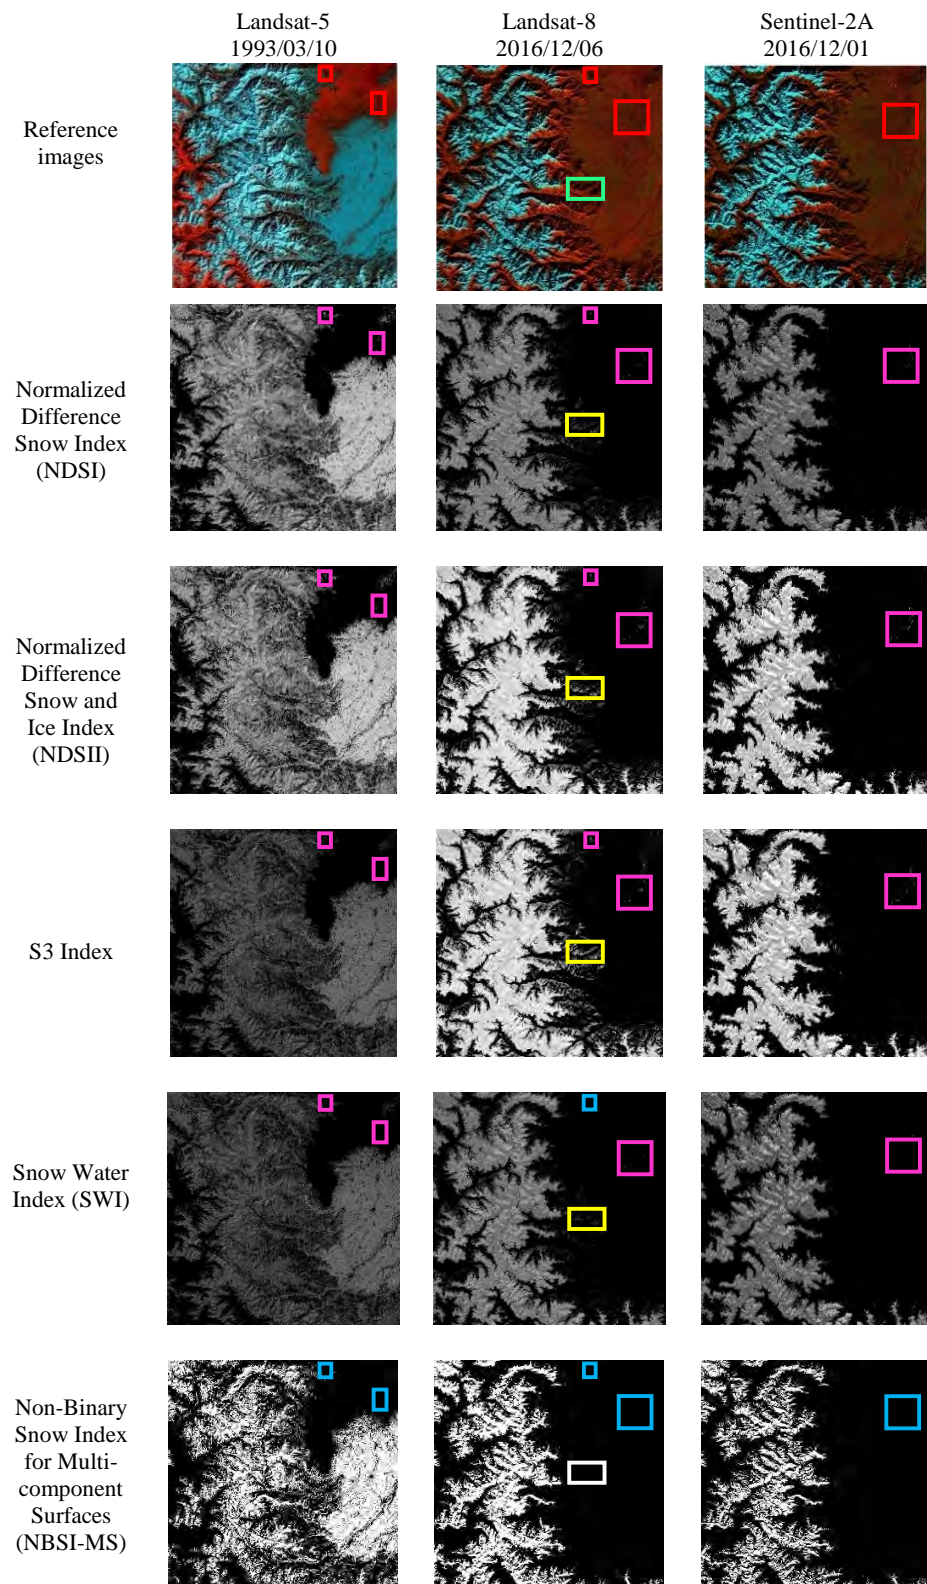 Landsat-5
1993/03/10
Landsat-8
2016/12/06
Sentinel-2A
2016/12/01
Reference
images
Normalized
Difference
Snow Index
(NDSI)
Normalized
Difference
Snow and
Ice Index
(NDSII)
S3 Index
Snow Water
Index (SWI)
Non-Binary
Snow Index
for Multi-
component
Surfaces
(NBSI-MS)